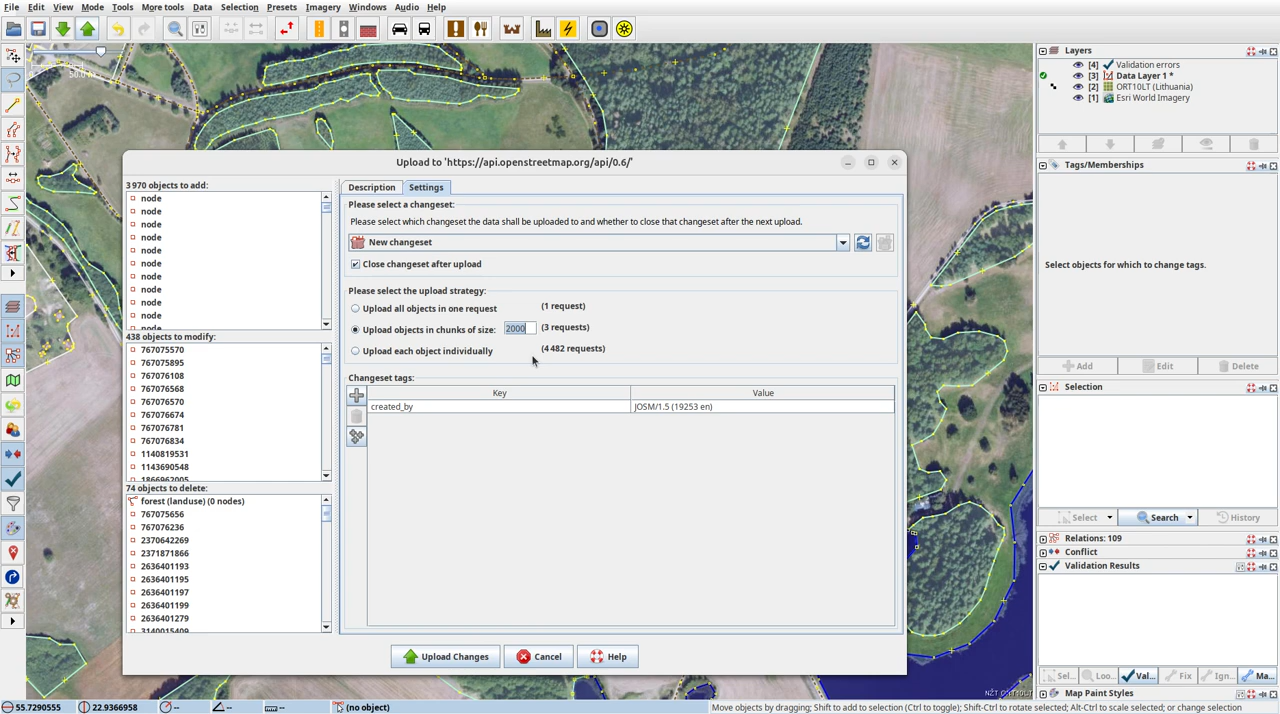 File Edit View Mode Tools More tools Data Selection Presets Imagery Windows Audio Help
50.0 m
Upload to 'https://api.openstreetmap.org/api/0.6/'
3 970 objects to add:
node
node
node
node
node
node
node
node
node
node
node
438 objects to modify:
767075570
767075895
767076108
767076568
767076570
767076674
767076781
767076834
1140819531
1143690548
1866962005
74 objects to delete:
forest (landuse) (0 nodes)
767075656
767076236
2370642269
2371871866
2636401193
2636401195
2636401197
2636401199
2636401279
3140015409
Description Settings
Please select a changeset:
Please select which changeset the data shall be uploaded to and whether to close that changeset after the next upload.
New changeset
Close changeset after upload
Please select the upload strategy:
Upload all objects in one request (1 request)
Upload objects in chunks of size: 2000 (3 requests)
Upload each object individually (4 482 requests)
Changeset tags:
Key Value
created_by JOSM/1.5 (19253 en)
Upload Changes Cancel Help
Layers
[4] Validation errors
[3] Data Layer 1 *
[2] ORT10LT (Lithuania)
[1] Esri World Imagery
Tags/Memberships
Select objects for which to change tags.
Add Edit Delete
Selection
Select Search History
Relations: 109
Conflict
Validation Results
Sel... Loo... Val... Fix Ign... Ma...
Map Paint Styles
55.7290555 22.9366958 -- -- -- (no object) Move objects by dragging; Shift to add to selection (Ctrl to toggle); Shift-Ctrl to rotate selected; Alt-Ctrl to scale selected; or change selection